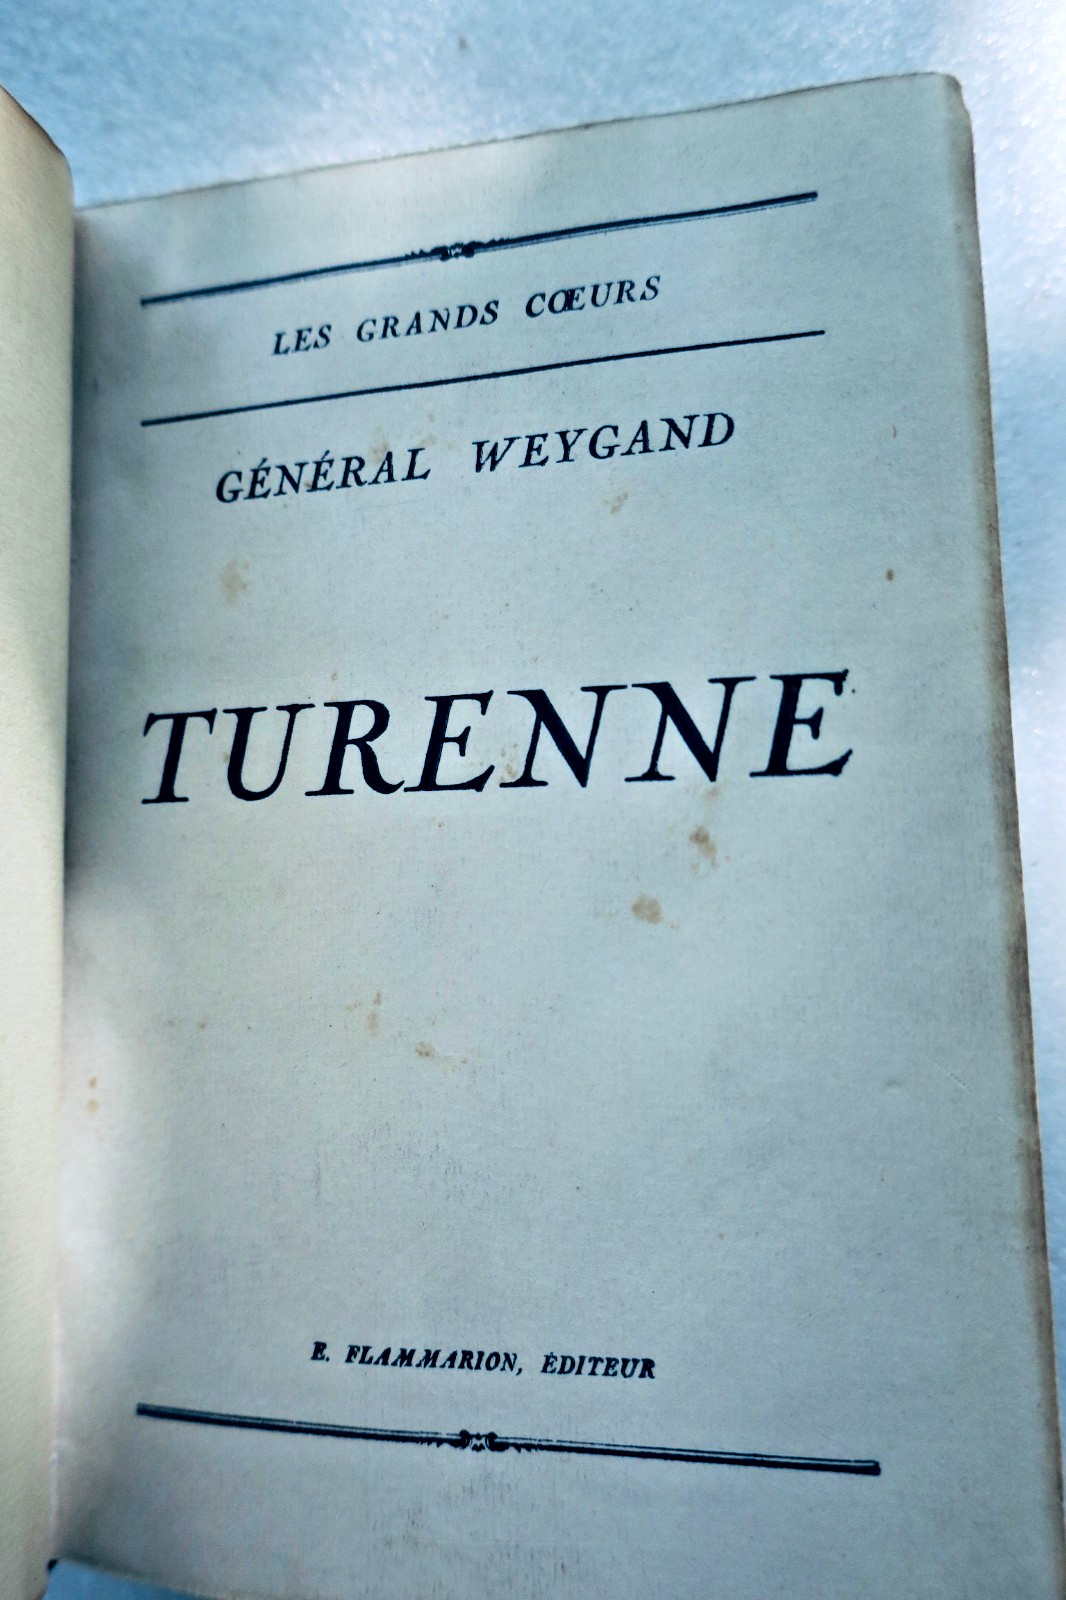 LES GRANDS CŒURS
GÉNÉRAL WEYGAND
TURENNE
E. FLAMMARION, ÉDITEUR